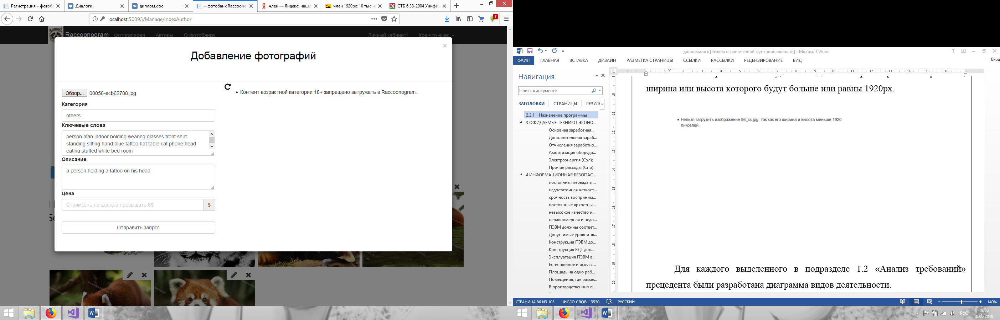 Регистрация – фотоб
Диалоги
диплом.doc
– фотобанк Raccoono
член — Яндекс: нашл
член 1920px: 10 тыс и
СТБ 6.38-2004 Унифиц
localhost:50093/Manage/IndexAuthor
Raccoonogram
Фотогалерея
Авторы
О фотобанке
Личный кабинет!
Кое-что еще:
Добавление фотографий
Обзор...
00056-ecb62788.jpg
Контент возрастной категории 18+ запрещено выгружать в Raccoonogram.
Категория
others
Ключевые слова
person man indoor holding wearing glasses front shirt
standing sitting hand blue tattoo hat table cat phone head
eating stuffed white bed room
Описание
a person holding a tattoo on his head
Цена
Стоимость не должна превышать 6$
$
Отправить запрос
диплом.docx [Режим ограниченной функциональности] - Microsoft Word
ФАЙЛ
ГЛАВНАЯ
ВСТАВКА
ДИЗАЙН
РАЗМЕТКА СТРАНИЦЫ
ССЫЛКИ
РАССЫЛКИ
РЕЦЕНЗИРОВАНИЕ
ВИД
Вход
Навигация
Поиск в документе
ЗАГОЛОВКИ
СТРАНИЦЫ
РЕЗУЛЬ
2.2.1 Назначение программы
3 ОЖИДАЕМЫЕ ТЕХНИКО-ЭКОНО...
Основная заработная...
Дополнительная зараб...
Отчисления заработно...
Амортизация оборудо...
Электроэнергия (Сэл);
Прочие расходы (Спр).
4 ИНФОРМАЦИОННАЯ БЕЗОПАС...
постоянная переадапт...
недостаточная четкост...
срочность восприним...
постоянные яркостны...
невысокое качество и...
неравномерная и недо...
ПЭВМ должны соответ...
Допустимые уровни зв...
Конструкция ПЭВМ до...
Конструкция ВДТ дол...
Эксплуатация ПЭВМ в...
Естественное и искусс...
Площадь на одно раб...
Помещения, где разме...
В производственных п...
ширина или высота которого будут больше или равны 1920px.
Нельзя загрузить изображение 86_xs.jpg, так как его ширина и высота меньше 1920
пикселей.
Для каждого выделенного в подразделе 1.2 «Анализ требований»
прецедента были разработана диаграмма видов деятельности.
СТРАНИЦА 86 ИЗ 103
ЧИСЛО СЛОВ: 13530
РУССКИЙ
140%
РУС
19:56
10.06.2018